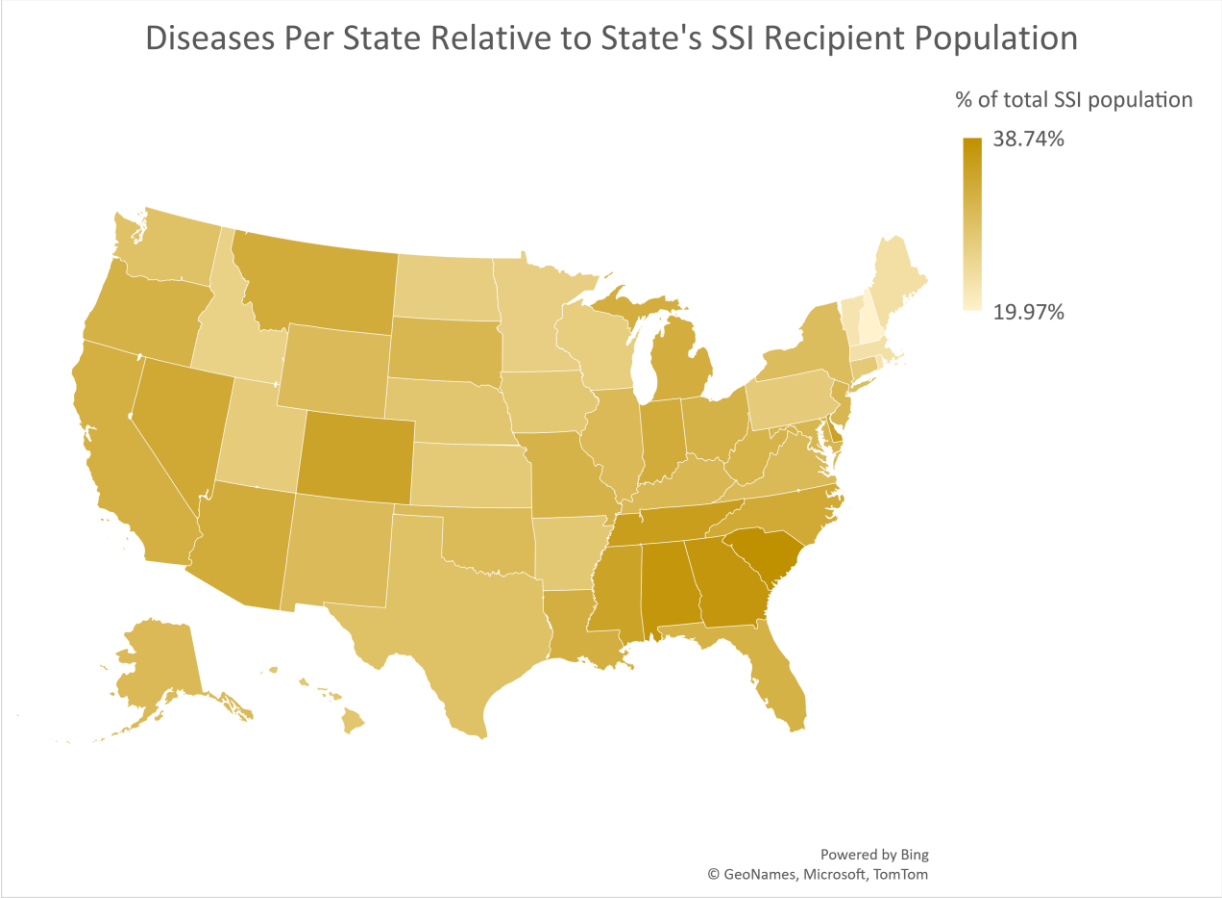 Diseases Per State Relative to State's SSI Recipient Population
% of total SSI population
38.74%
19.97%
Powered by Bing
© GeoNames, Microsoft, TomTom